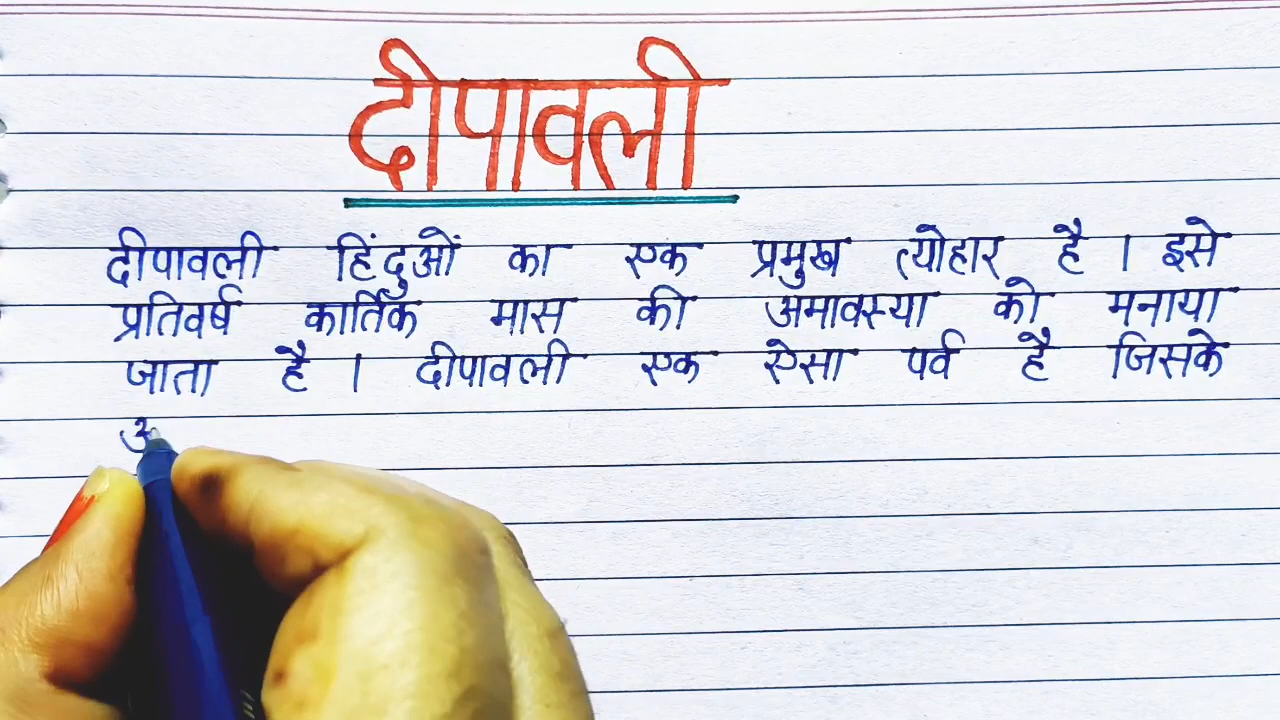 दीपावली
दीपावली हिंदुओं का एक प्रमुख त्योहार है । इसे
प्रतिवर्ष कार्तिक मास की अमावस्या को मनाया
जाता है । दीपावली एक ऐसा पर्व है जिसके